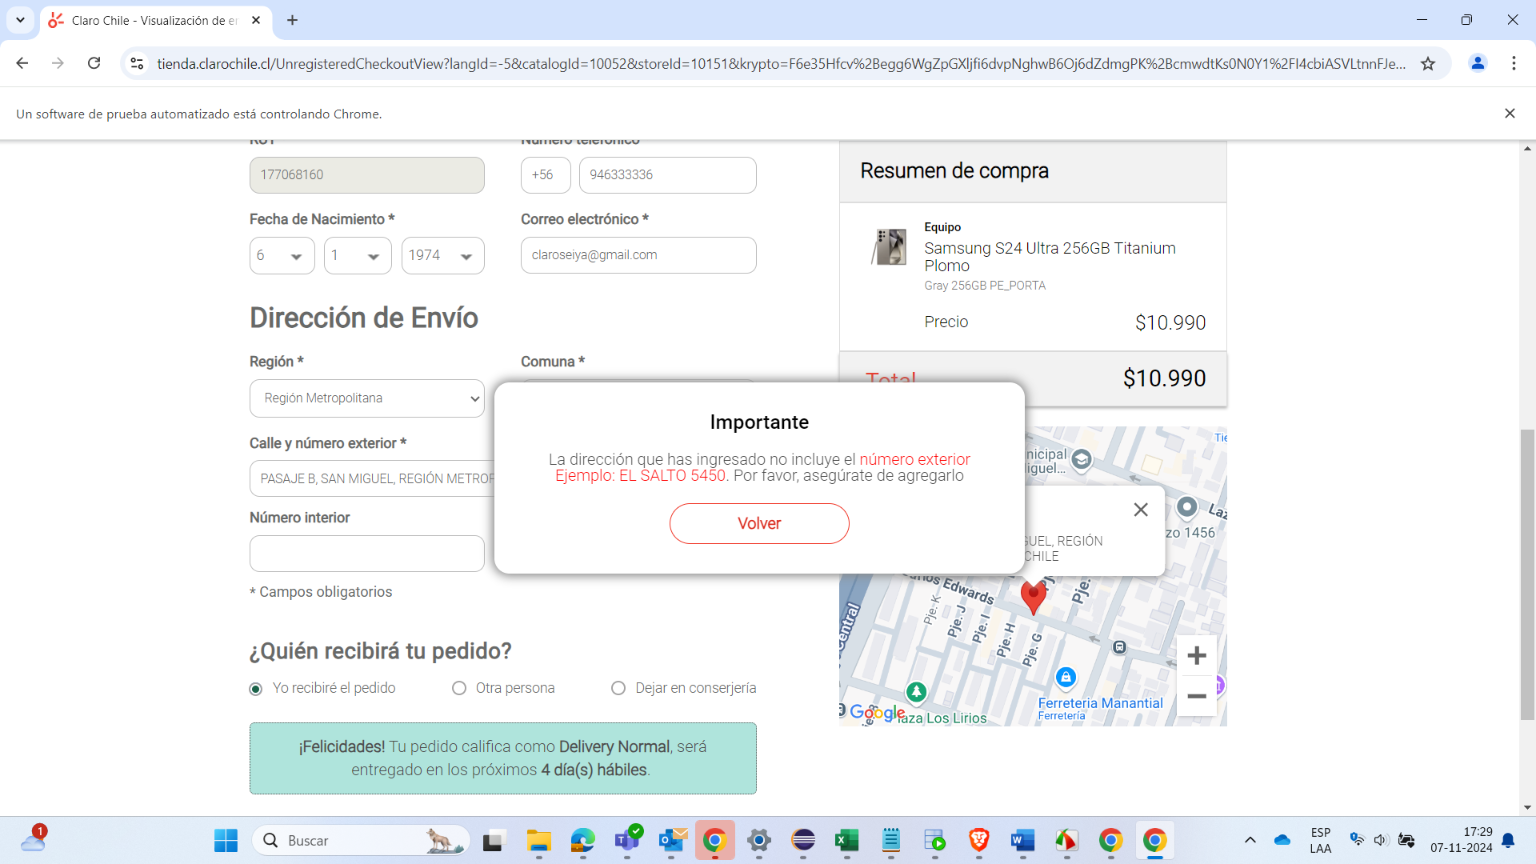 Claro Chile - Visualización de e
tienda.clarochile.cl/UnregisteredCheckoutView?langId=-5&catalogId=10052&storeId=10151&krypto=F6e35Hfcv%2Begg6WgZpGXljfi6dvpNghwB6Oj6dZdmgPK%2BcmwdtKs0N0Y1%2FI4cbiASVLtnnFJe...
Un software de prueba automatizado está controlando Chrome.
RUT
Número telefónico
177068160
+56
946333336
Fecha de Nacimiento *
Correo electrónico *
6
1
1974
claroseiya@gmail.com
Dirección de Envío
Región *
Comuna *
Región Metropolitana
Calle y número exterior *
PASAJE B, SAN MIGUEL, REGIÓN METROP
Número interior
* Campos obligatorios
¿Quién recibirá tu pedido?
Yo recibiré el pedido
Otra persona
Dejar en conserjería
¡Felicidades! Tu pedido califica como Delivery Normal, será
entregado en los próximos 4 día(s) hábiles.
Resumen de compra
Equipo
Samsung S24 Ultra 256GB Titanium
Plomo
Gray 256GB PE_PORTA
Precio
$10.990
Total
$10.990
Importante
La dirección que has ingresado no incluye el número exterior
Ejemplo: EL SALTO 5450. Por favor, asegúrate de agregarlo
Volver
Tie
nicipal
iguel...
Laz
zo 1456
GUEL, REGIÓN
CHILE
Edwards
Pje. K
Pje. J
Pje. I
Pje. H
Pje. G
Pje.
Central
Ferreteria Manantial
Ferretería
Google
Plaza Los Lirios
1
Buscar
ESP
LAA
17:29
07-11-2024